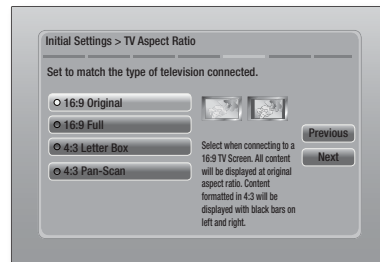 Initial Settings > TV Aspect Ratio
Set to match the type of television connected.
16:9 Original
16:9 Full
4:3 Letter Box
4:3 Pan-Scan
Select when connecting to a
16:9 TV Screen. All content
will be displayed at original
aspect ratio. Content
formatted in 4:3 will be
displayed with black bars on
left and right.
Previous
Next